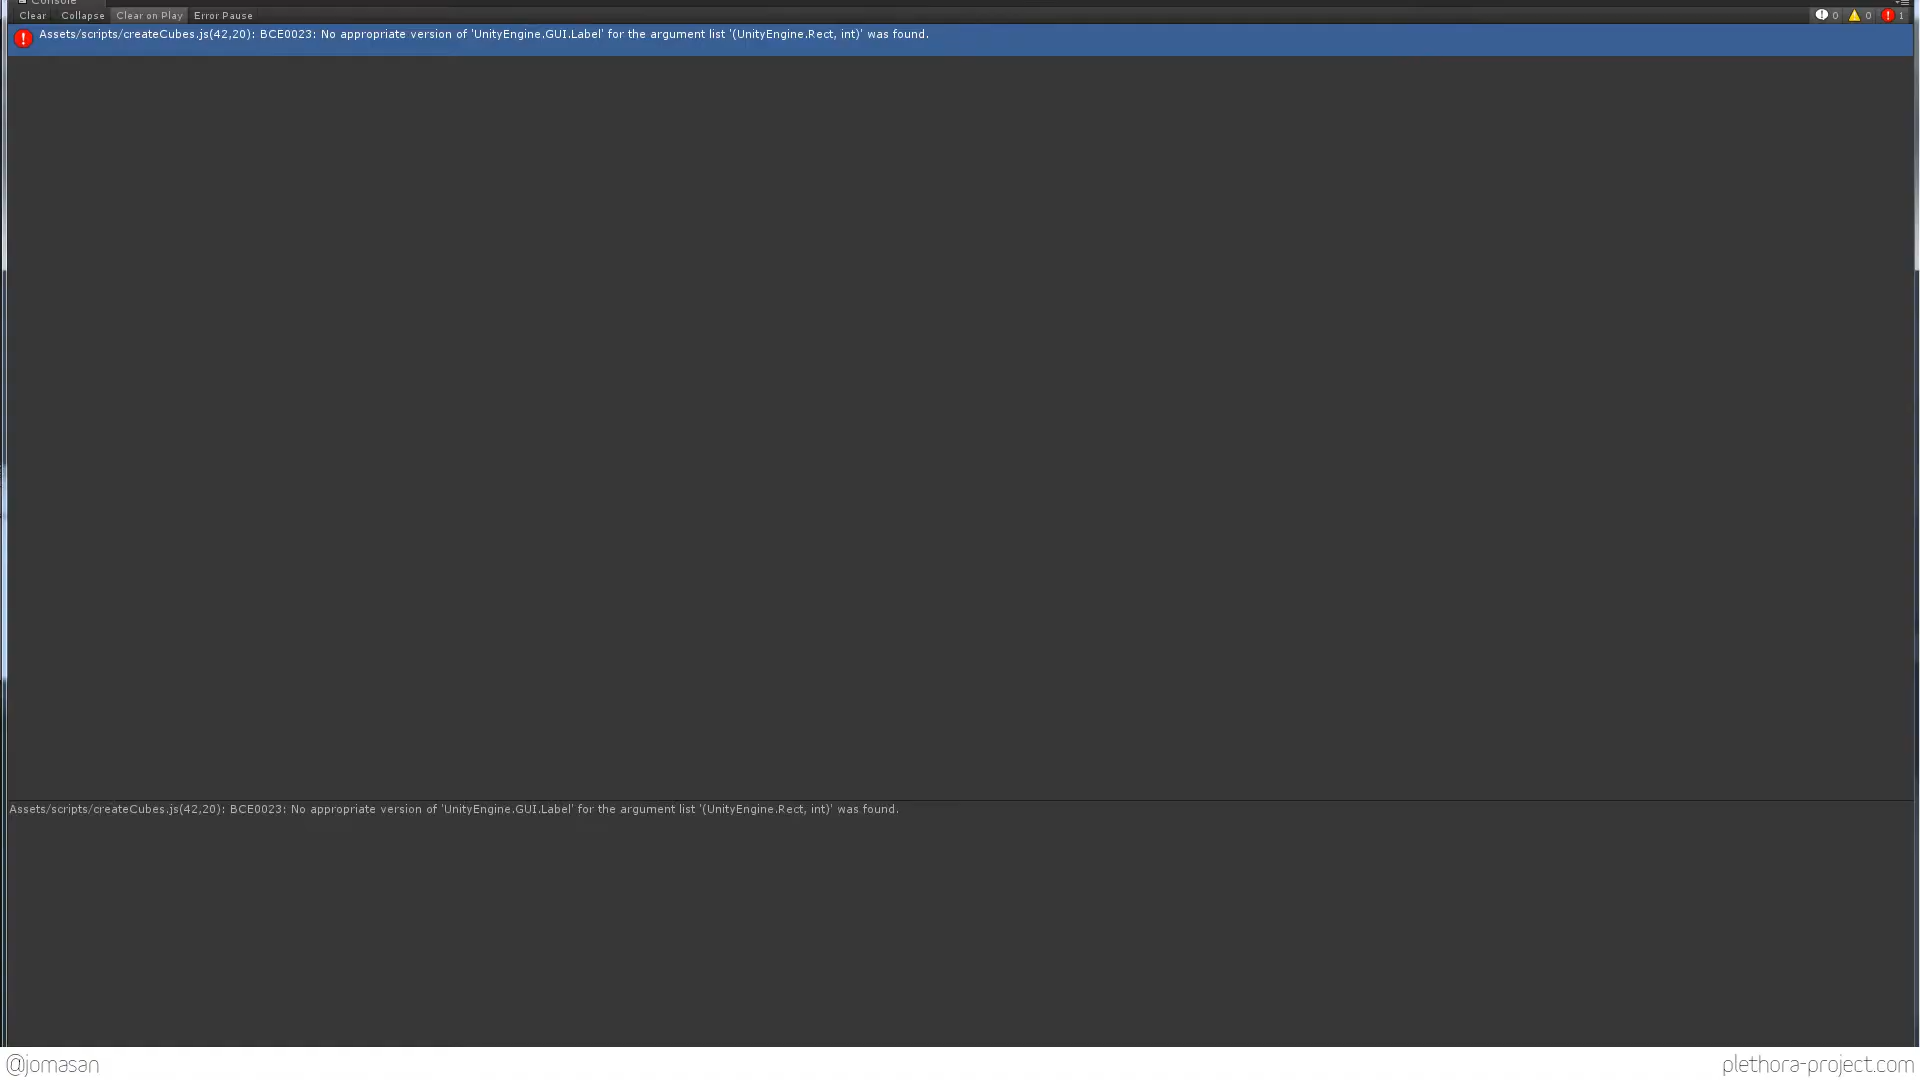 Console
Clear Collapse Clear on Play Error Pause 0 0 1
Assets/scripts/createCubes.js(42,20): BCE0023: No appropriate version of 'UnityEngine.GUI.Label' for the argument list '(UnityEngine.Rect, int)' was found.
Assets/scripts/createCubes.js(42,20): BCE0023: No appropriate version of 'UnityEngine.GUI.Label' for the argument list '(UnityEngine.Rect, int)' was found.
@jomasan plethora-project.com